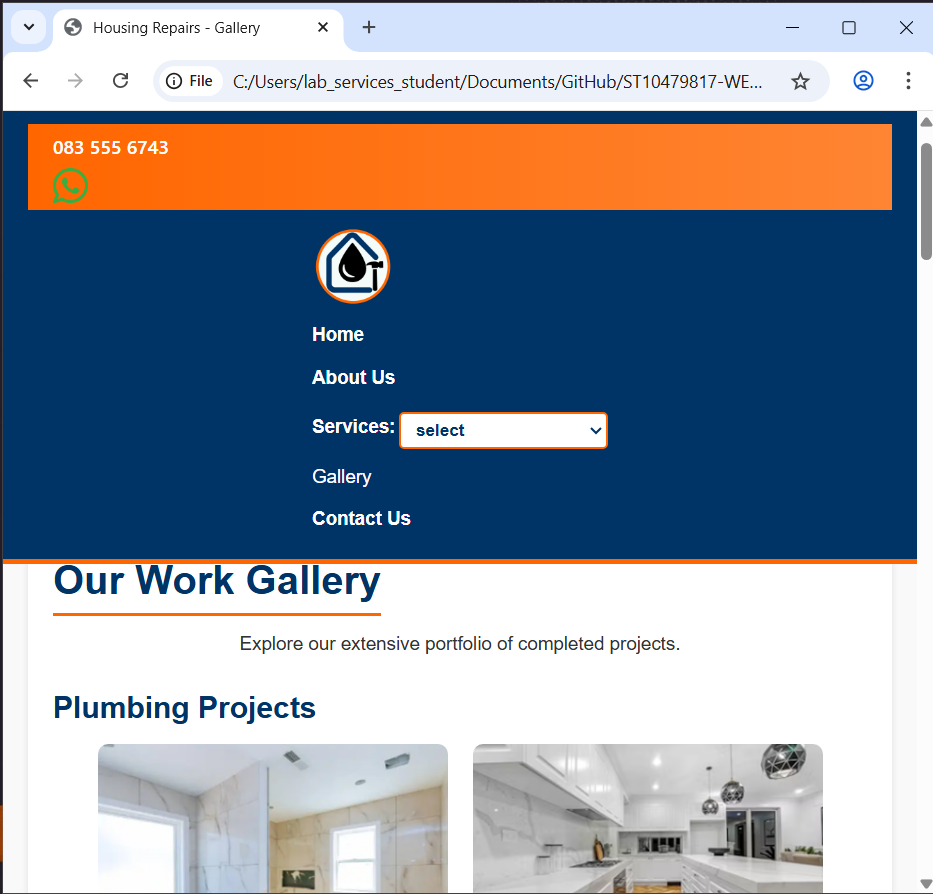 Housing Repairs - Gallery
File
C:/Users/lab_services_student/Documents/GitHub/ST10479817-WE...
083 555 6743
Home
About Us
Services: select
Gallery
Contact Us
Our Work Gallery
Explore our extensive portfolio of completed projects.
Plumbing Projects